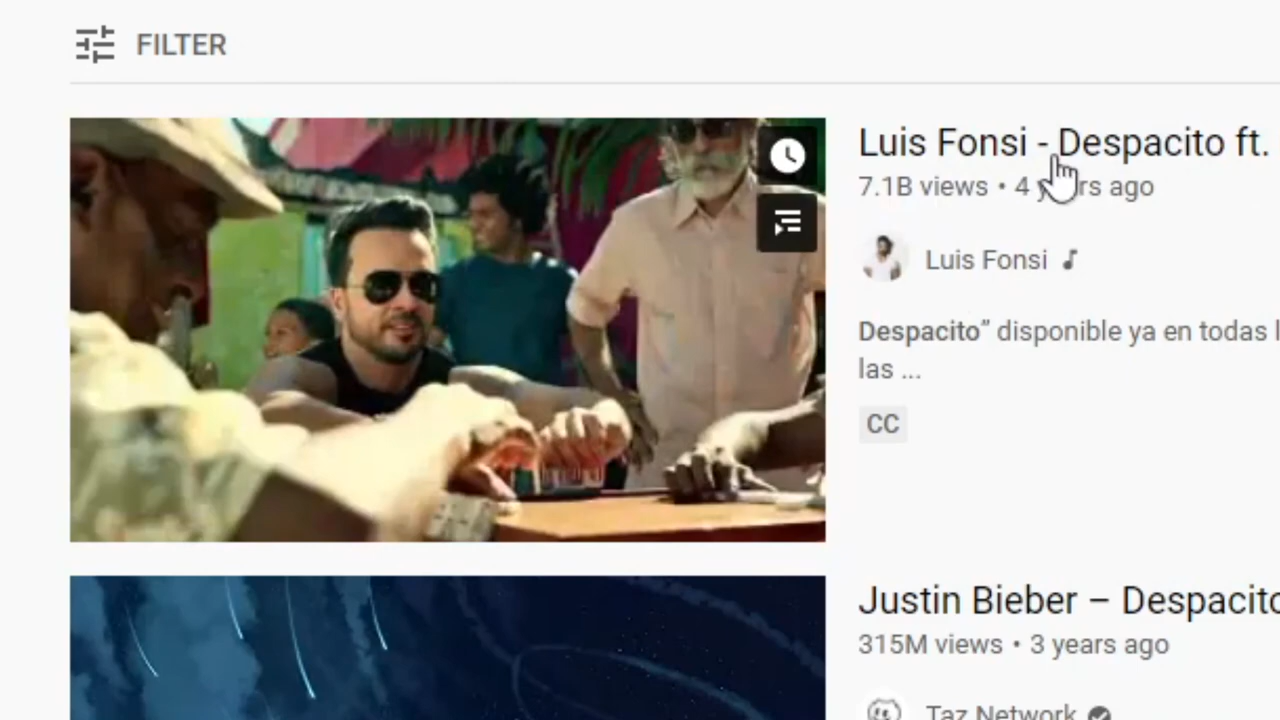 FILTER
Luis Fonsi - Despacito ft.
7.1B views • 4 ago
Luis Fonsi
Despacito” disponible ya en todas
las ...
CC
Justin Bieber – Despacito
315M views • 3 years ago
Taz Network